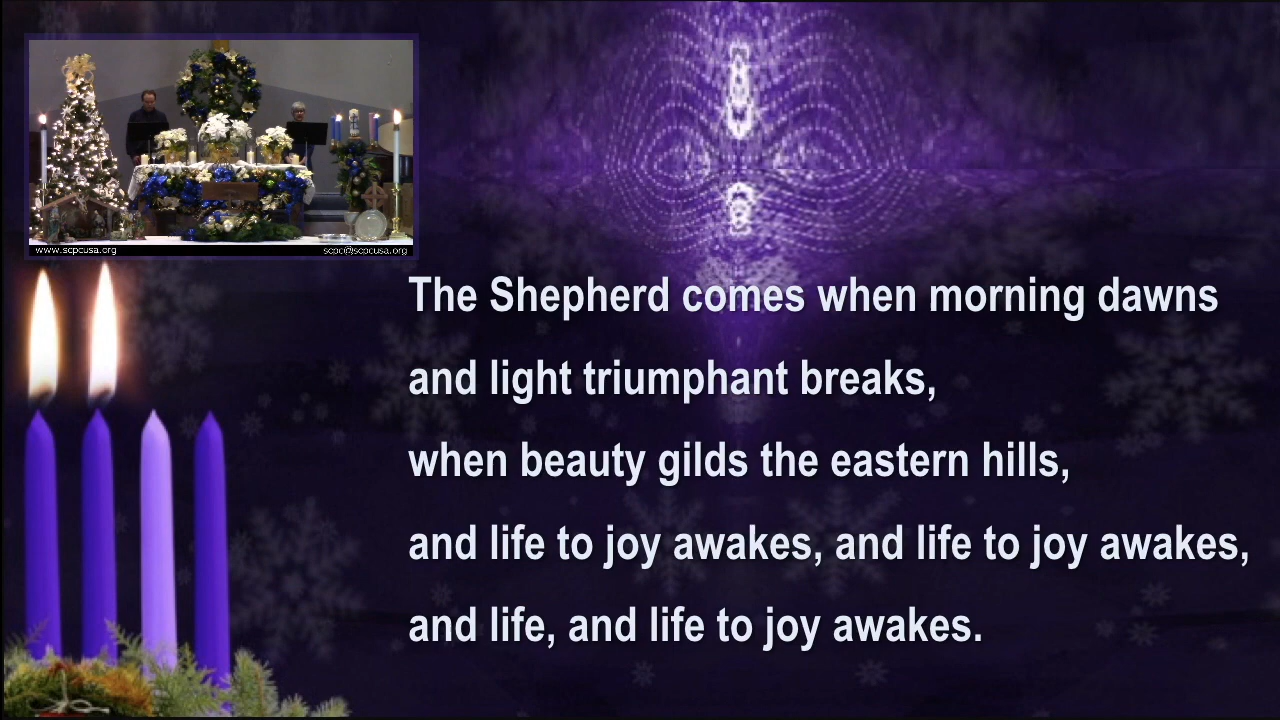 www.scpcusa.org
scpc@scpcusa.org
The Shepherd comes when morning dawns
and light triumphant breaks,
when beauty gilds the eastern hills,
and life to joy awakes, and life to joy awakes,
and life, and life to joy awakes.